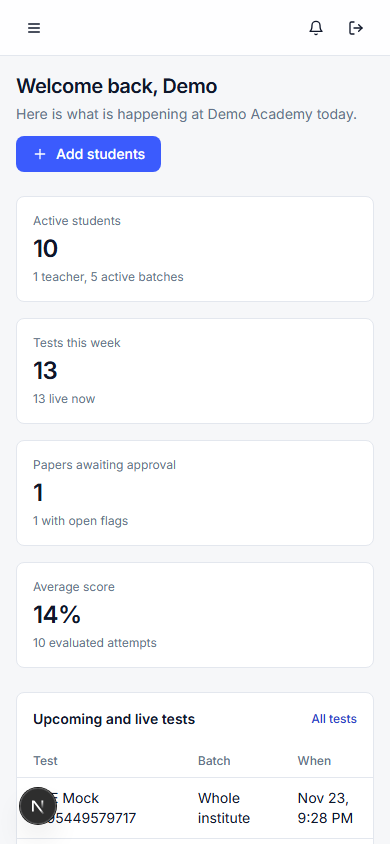 Welcome back, Demo
Here is what is happening at Demo Academy today.
+ Add students
Active students
10
1 teacher, 5 active batches
Tests this week
13
13 live now
Papers awaiting approval
1
1 with open flags
Average score
14%
10 evaluated attempts
Upcoming and live tests
All tests
Test Batch When
Mock Whole Nov 23,
95449579717 institute 9:28 PM
N